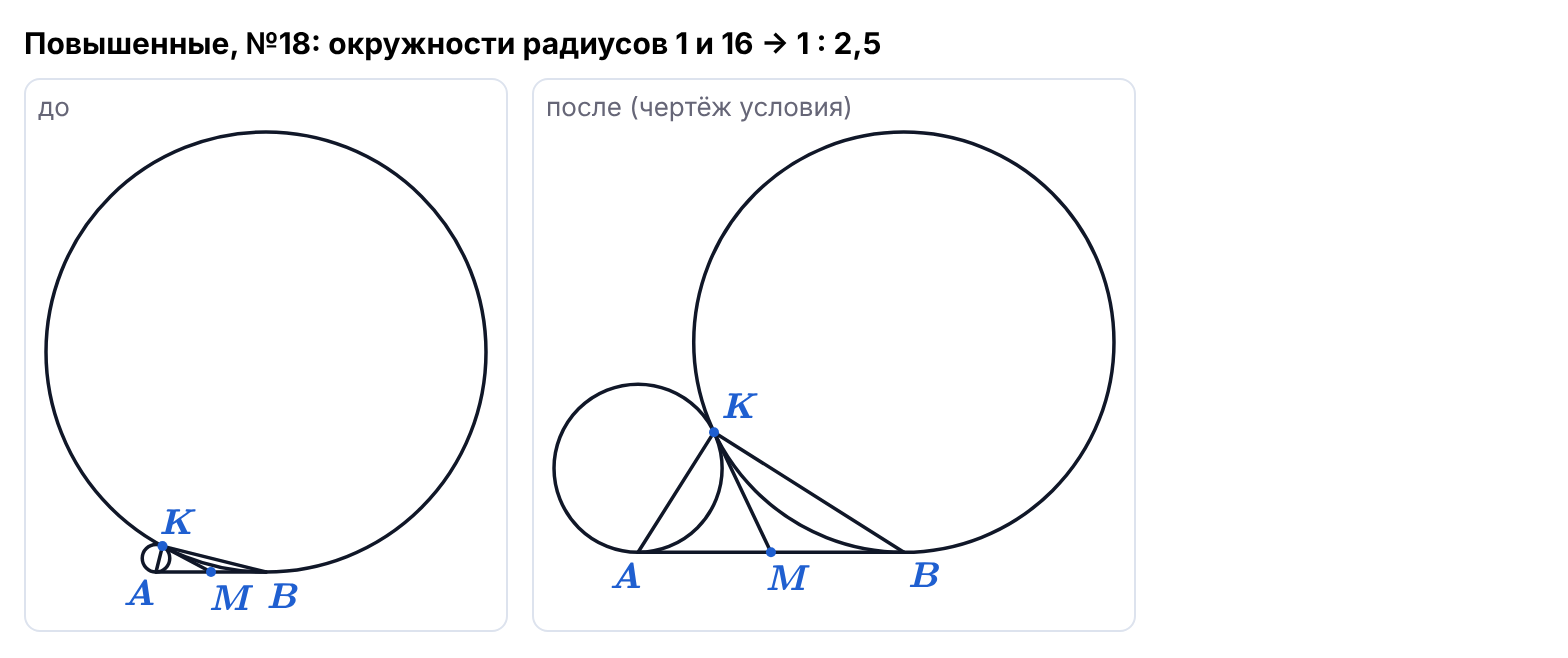 Повышенные, №18: окружности радиусов 1 и 16 → 1 : 2,5
до
после (чертёж условия)
K
A M B
K
A M B